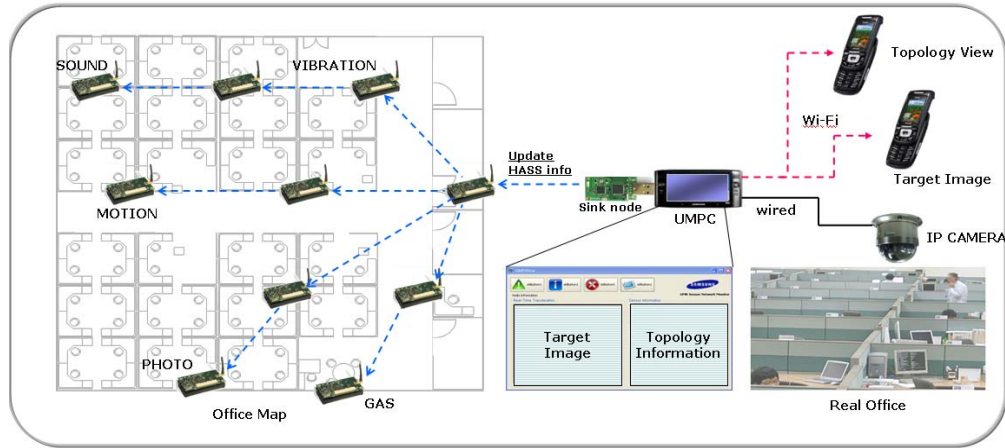 SOUND
VIBRATION
Topology View
Wi-Fi
Update
HASS info
Target Image
MOTION
Sink node
UMPC
wired
IP CAMERA
SAMSUNG
Target
Image
Topology
Information
PHOTO
GAS
Office Map
Real Office